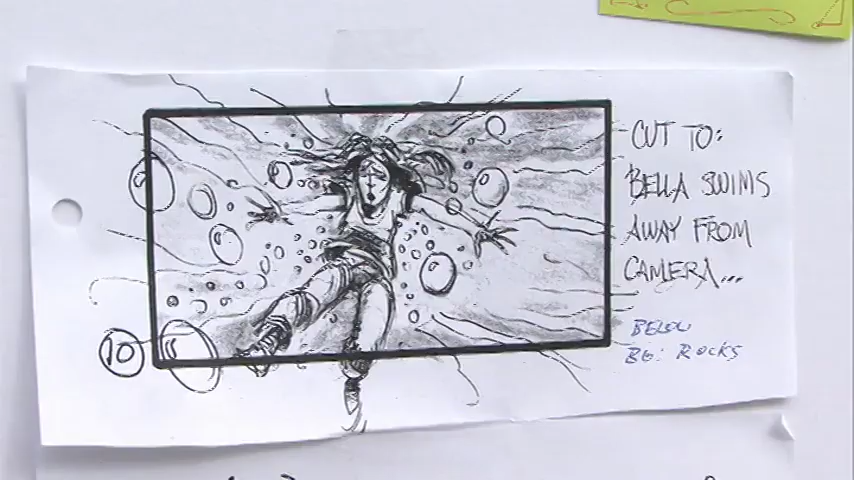 CUT TO:
BELLA SWIMS
AWAY FROM
CAMERA...
BELOW
BG: ROCKS
10